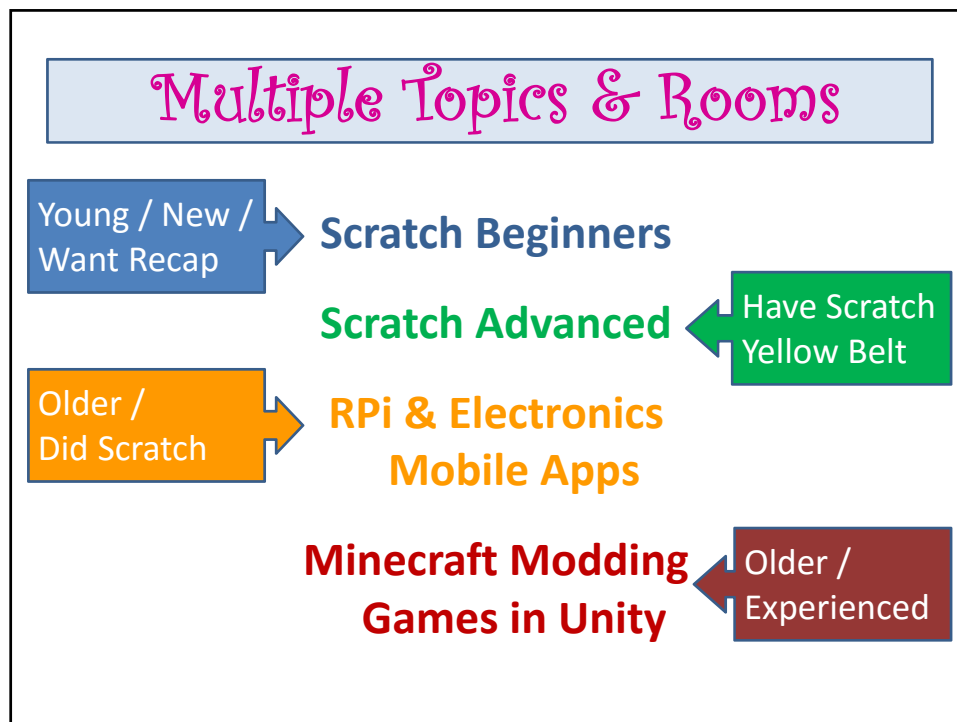 Multiple Topics & Rooms
Young / New /
Want Recap
Scratch Beginners
Scratch Advanced
Have Scratch
Yellow Belt
Older /
Did Scratch
RPi & Electronics
Mobile Apps
Minecraft Modding
Games in Unity
Older /
Experienced